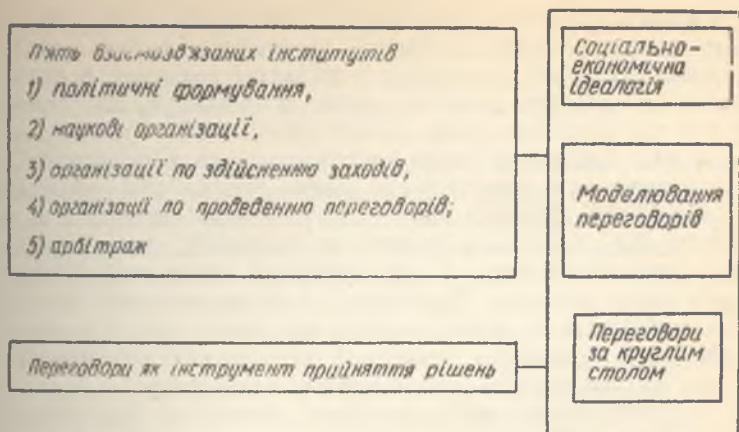 П'ять взаємозв'язаних інститутів
1) політичні формування,
2) наукові організації,
3) організації по здійсненню заходів,
4) організації по проведенню переговорів;
5) арбітраж
Переговори як інструмент прийняття рішень
Соціально-
економічна
ідеологія
Моделювання
переговорів
Переговори
за круглим
столом